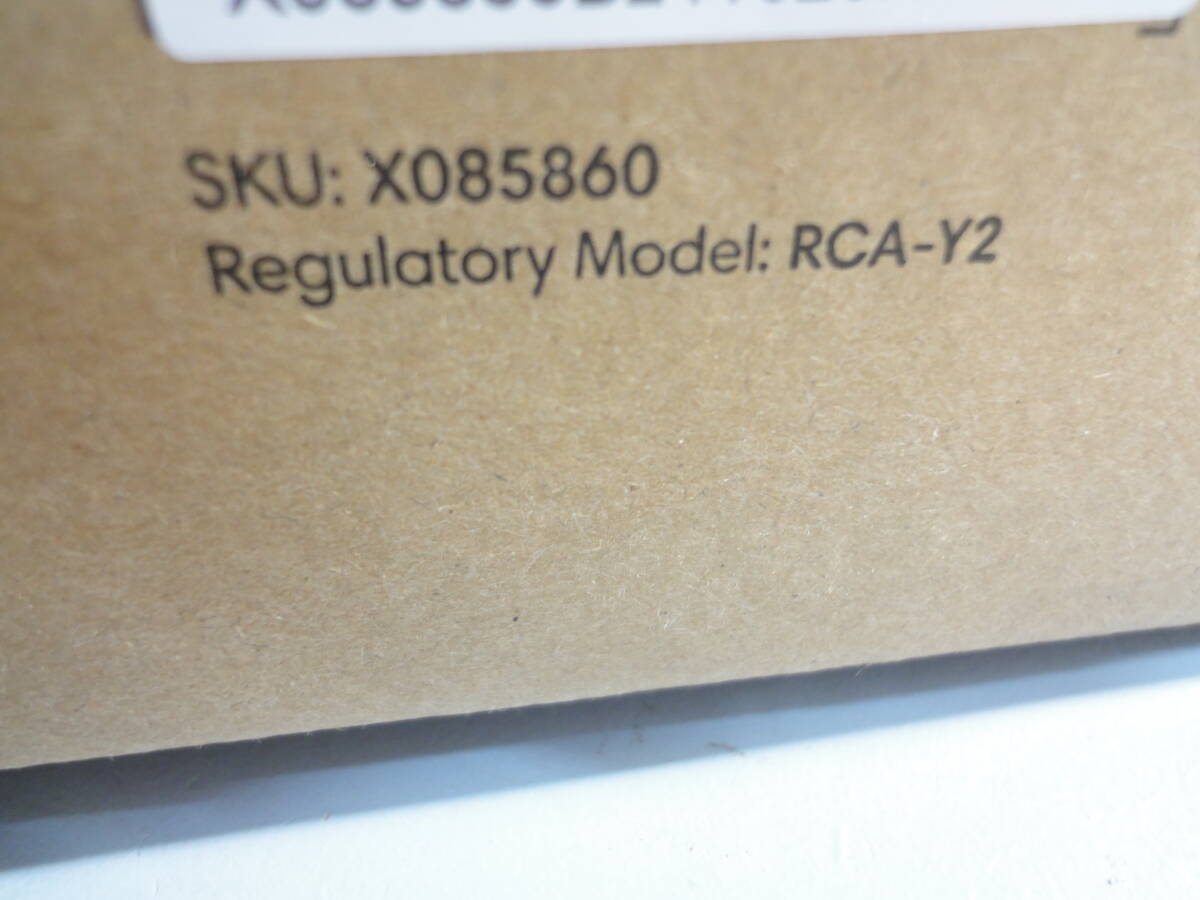 SKU: X085860
Regulatory Model: RCA-Y2